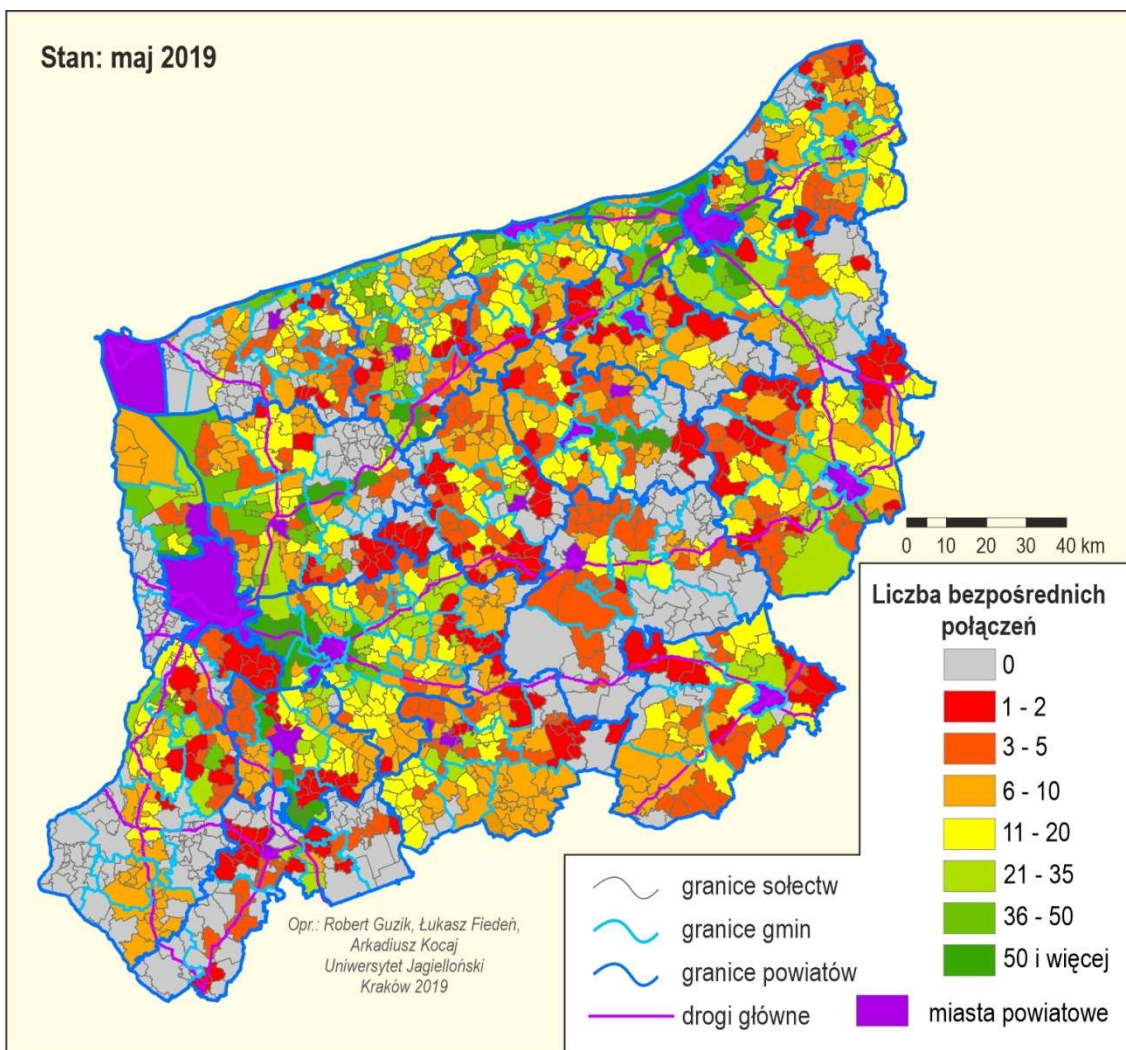 Stan: maj 2019
0 10 20 30 40 km
Liczba bezpośrednich
połączeń
0
1 - 2
3 - 5
6 - 10
11 - 20
21 - 35
36 - 50
50 i więcej
granice sołectw
granice gmin
granice powiatów
drogi główne
miasta powiatowe
Opr.: Robert Guzik, Łukasz Fiedeń,
Arkadiusz Kocaj
Uniwersytet Jagielloński
Kraków 2019